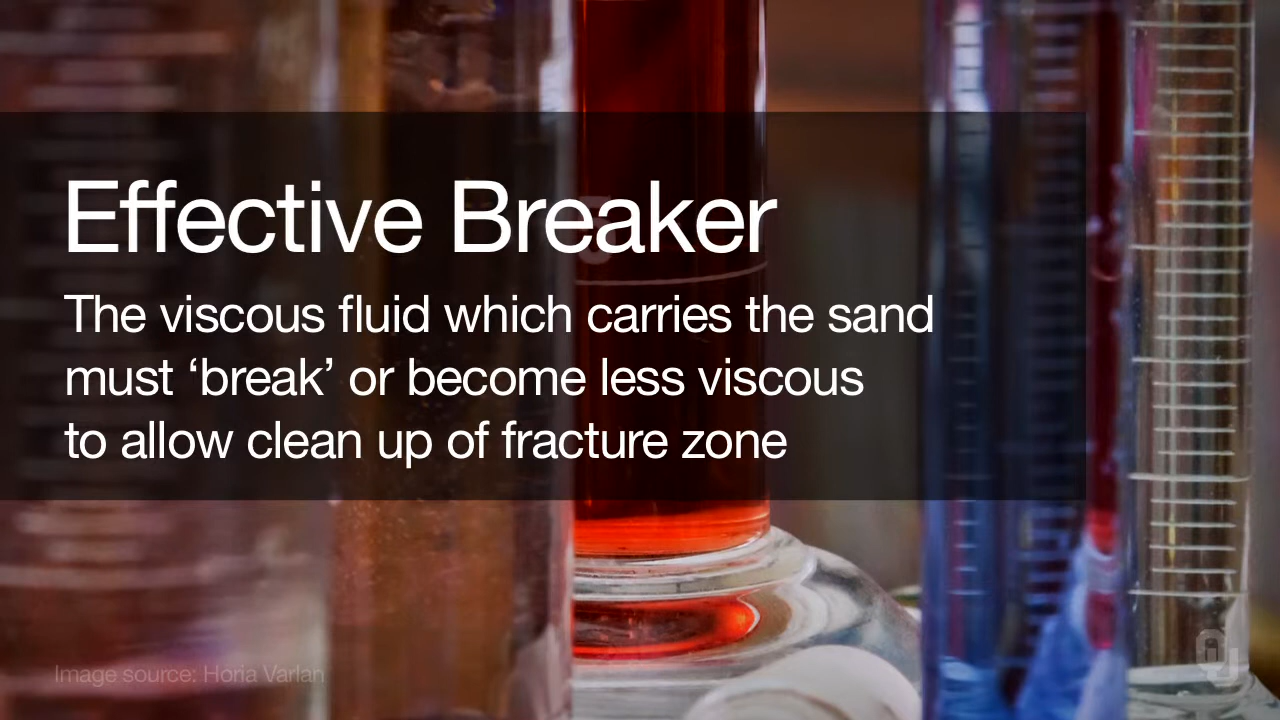 Effective Breaker
The viscous fluid which carries the sand
must ‘break’ or become less viscous
to allow clean up of fracture zone
Image source: Horia Varlan
OU